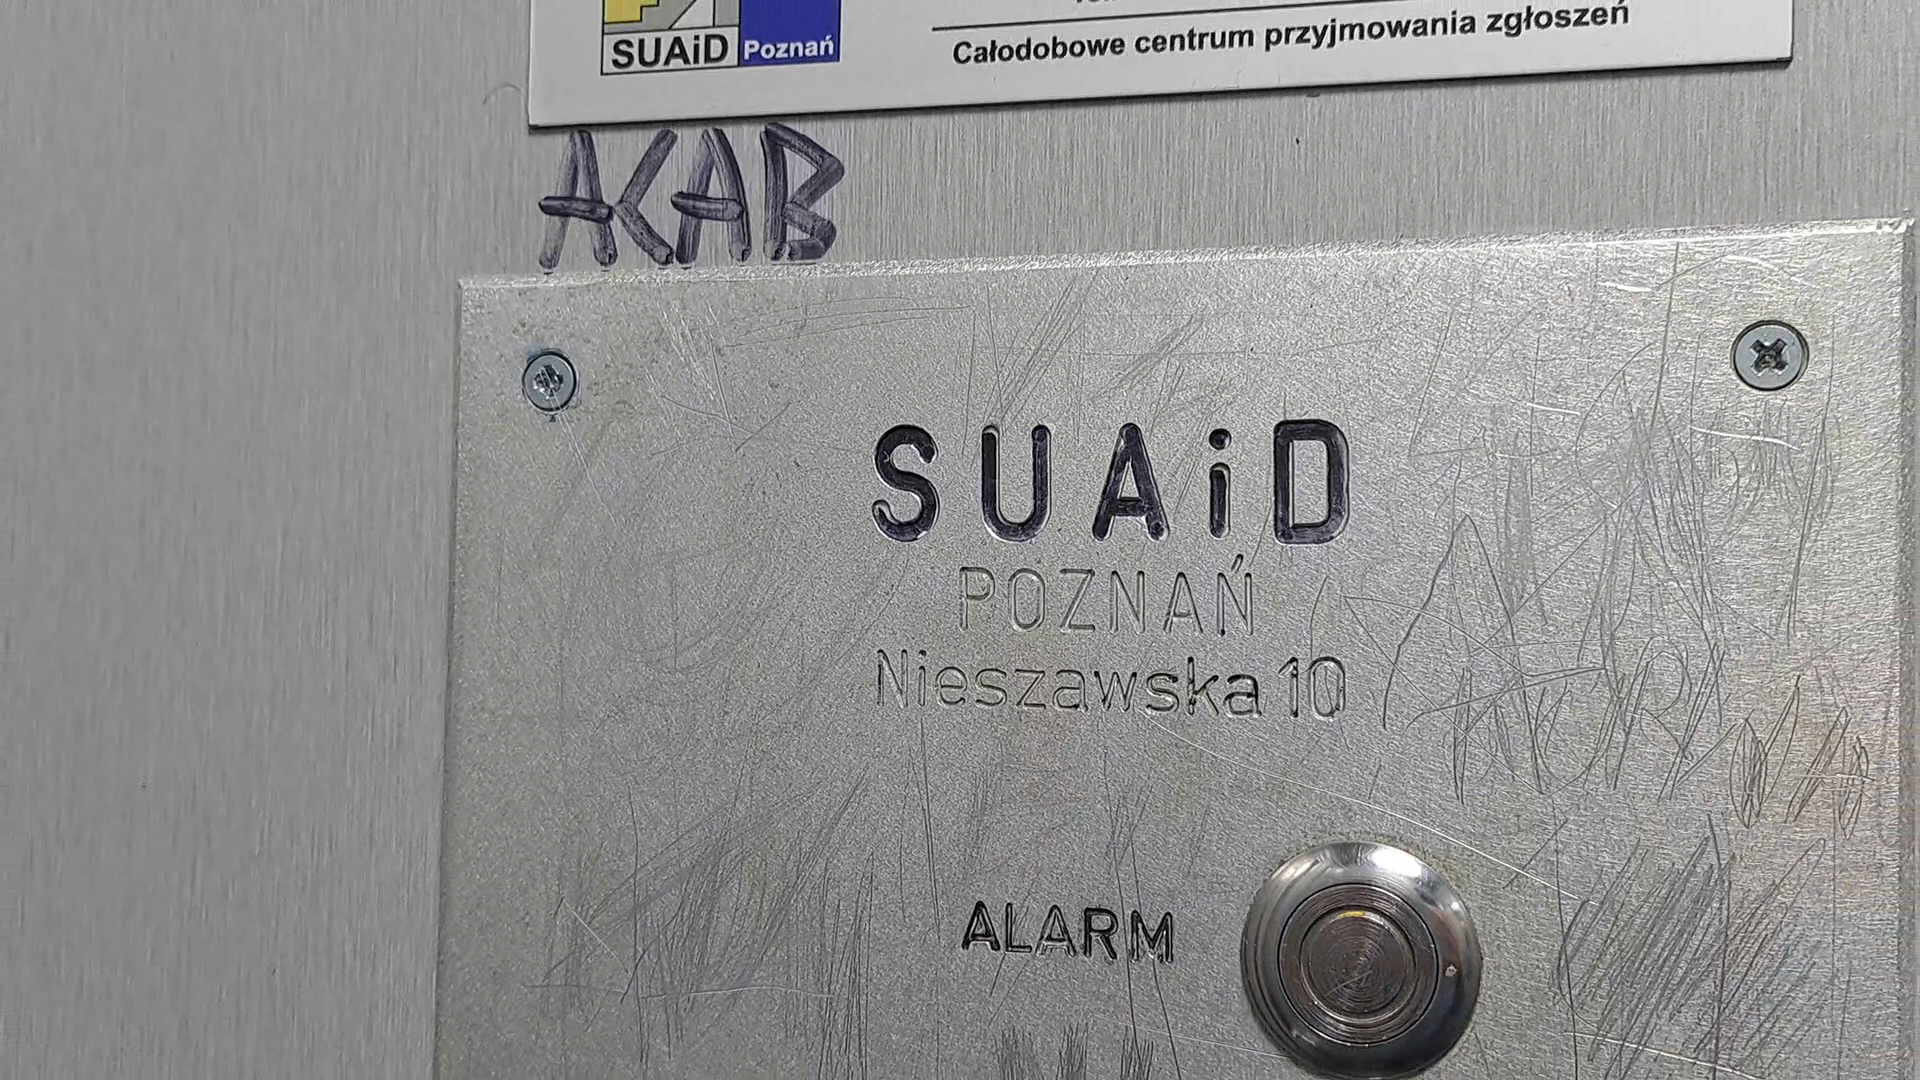 SUAiD Poznań
Całodobowe centrum przyjmowania zgłoszeń
ACAB
SUAiD
POZNAŃ
Nieszawska 10
ALARM